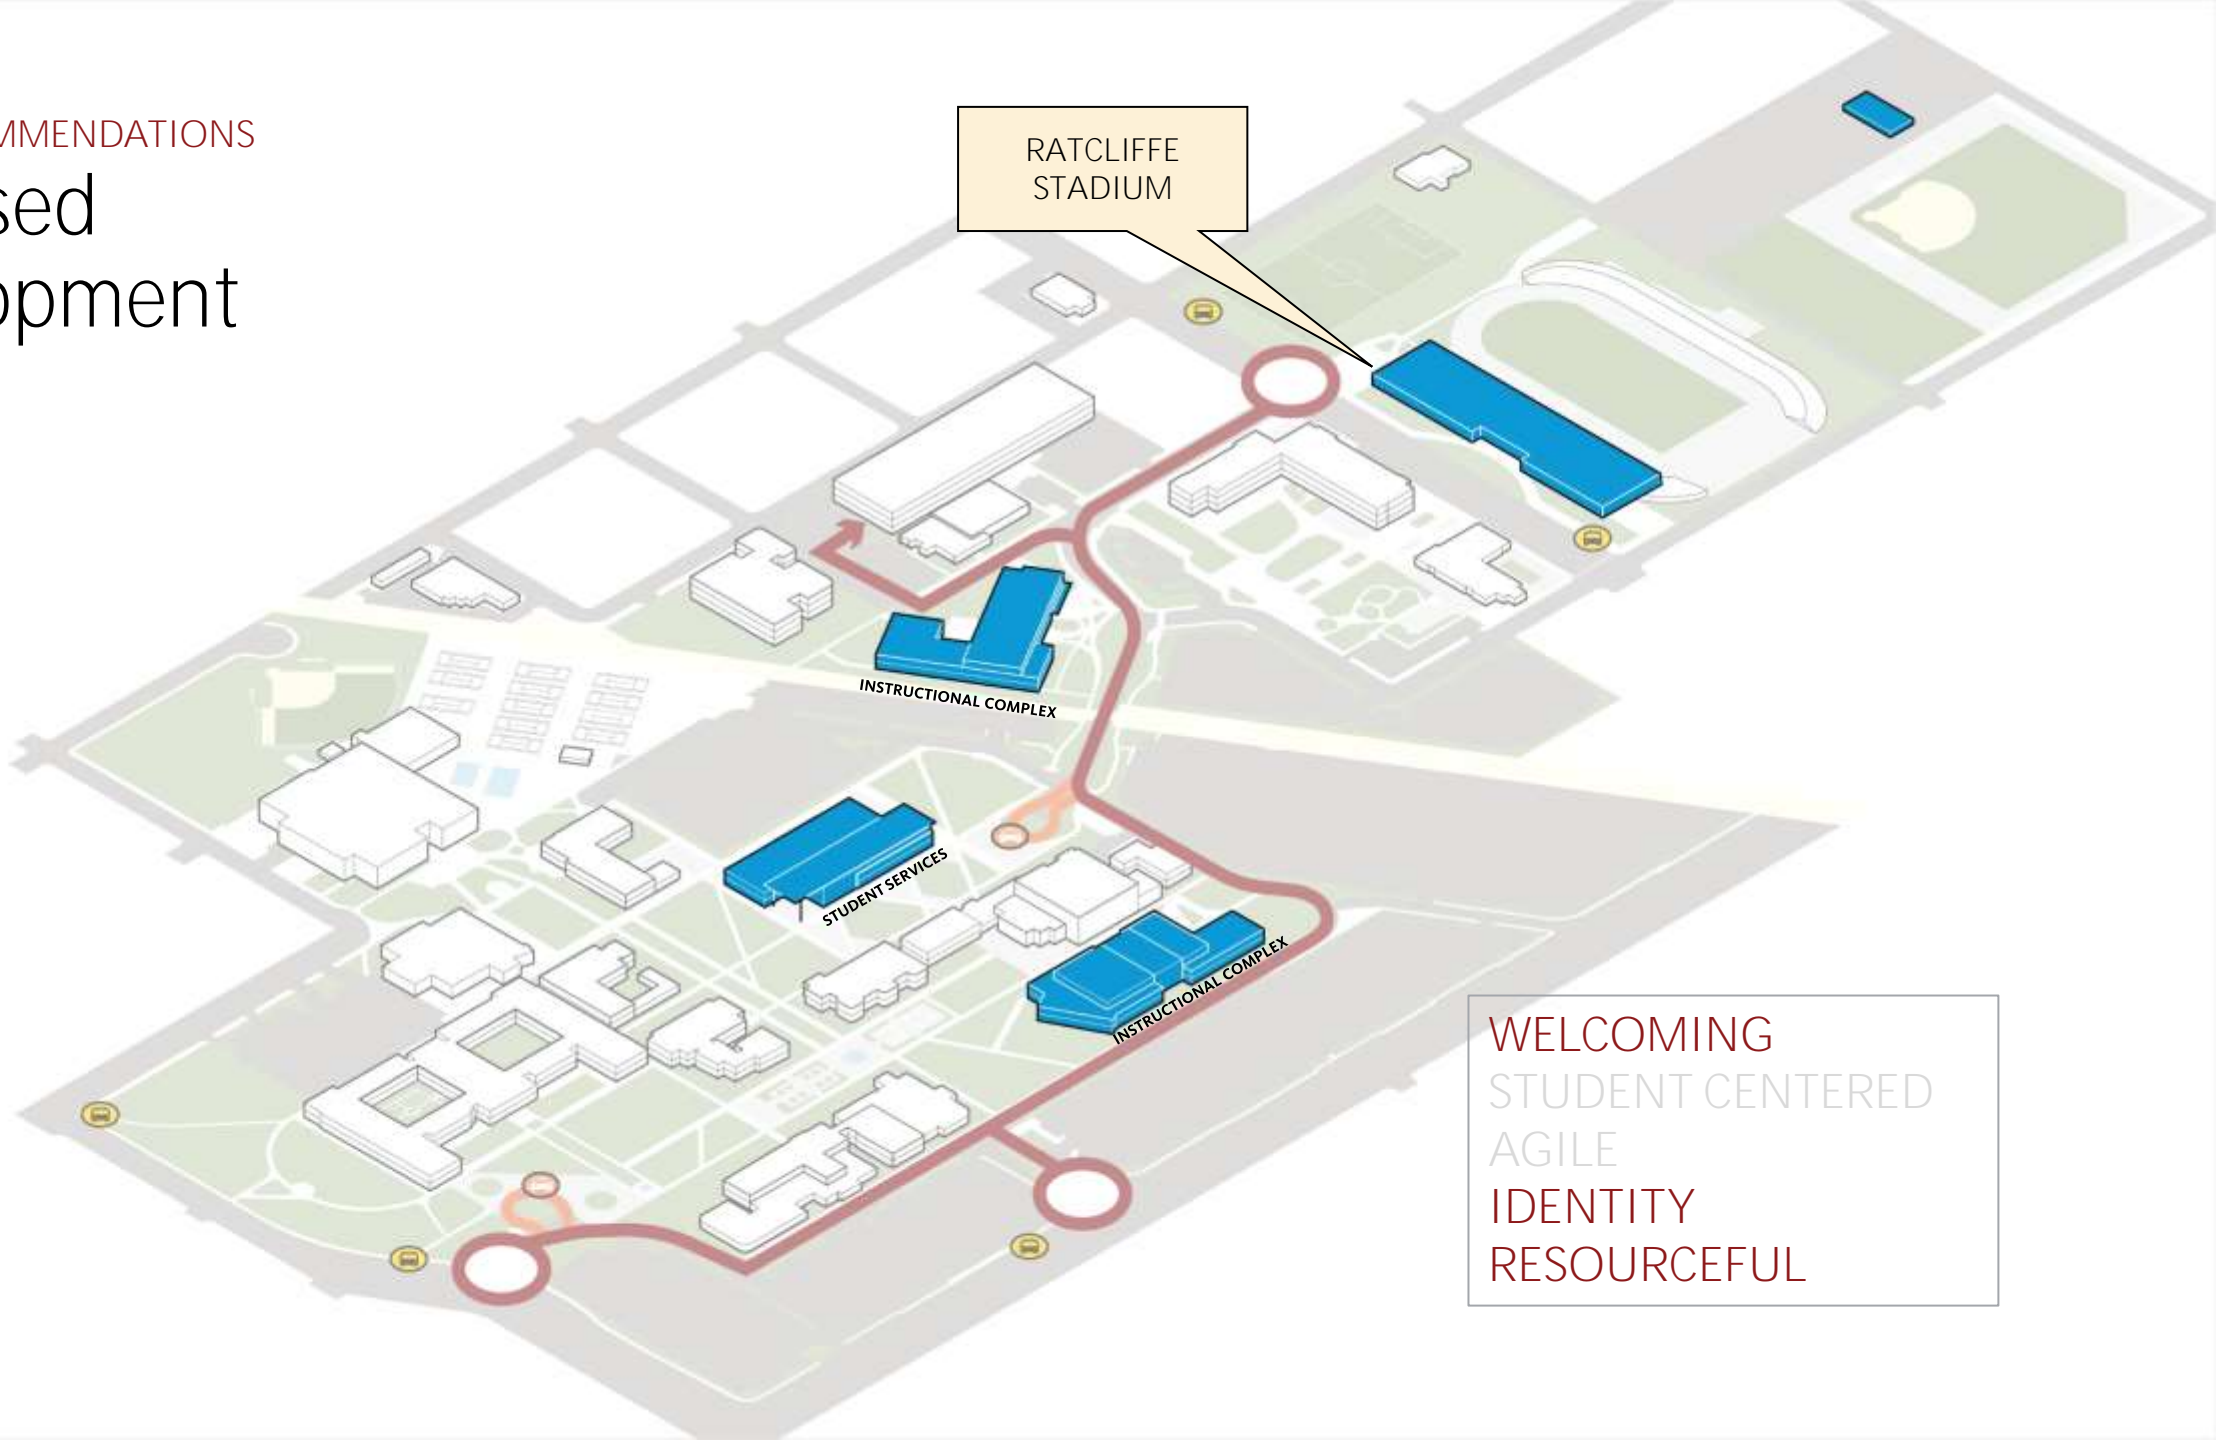 MMENDATIONS
sed
opment
RATCLIFFE
STADIUM
INSTRUCTIONAL COMPLEX
STUDENT SERVICES
INSTRUCTIONAL COMPLEX
WELCOMING
STUDENT CENTERED
AGILE
IDENTITY
RESOURCEFUL